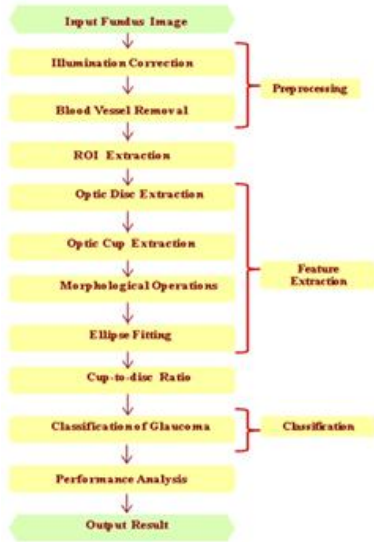 Input Fundus Image
Illumination Correction
Preprocessing
Blood Vessel Removal
ROI Extraction
Optic Disc Extraction
Optic Cup Extraction
Feature
Extraction
Morphological Operations
Ellipse Fitting
Cup-to-disc Ratio
Classification of Glaucoma
Classification
Performance Analysis
Output Result